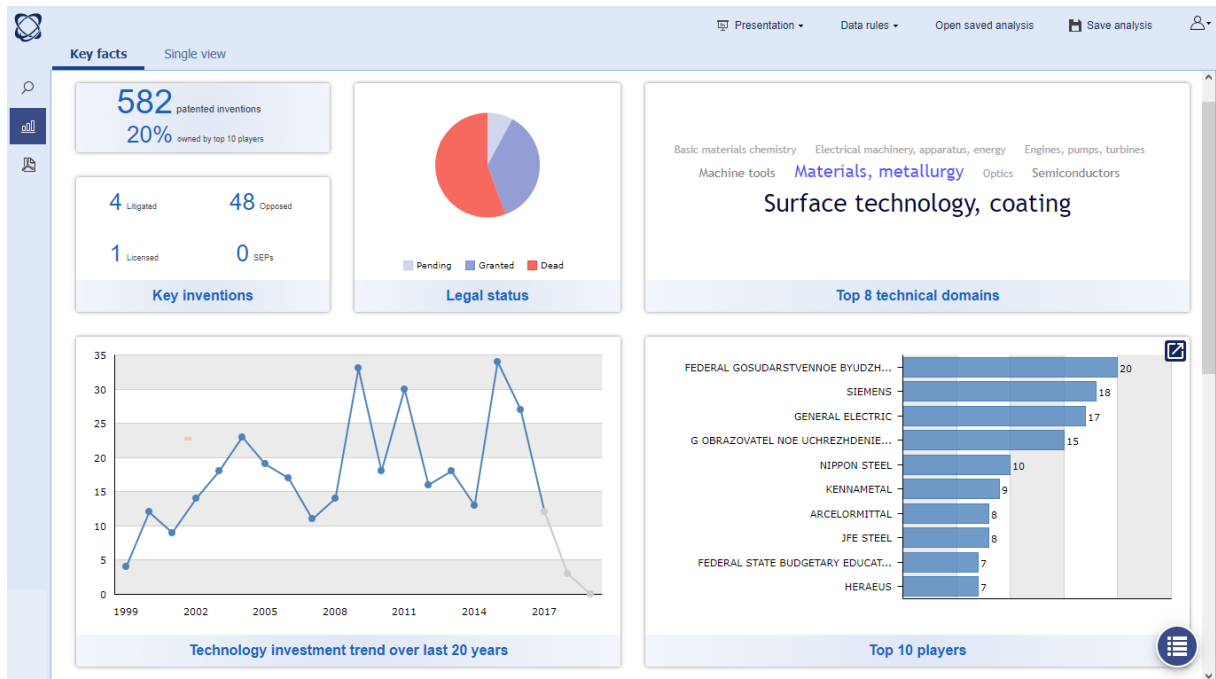 Presentation
Data rules
Open saved analysis
Save analysis
Key facts
Single view
582 patented inventions
20% owned by top 10 players
4 Litigated
48 Opposed
1 Licensed
0 SEPs
Key inventions
Pending
Granted
Dead
Legal status
Basic materials chemistry Electrical machinery, apparatus, energy Engines, pumps, turbines
Machine tools Materials, metallurgy Optics Semiconductors
Surface technology, coating
Top 8 technical domains
35
30
25
20
15
10
5
0
1999 2002 2005 2008 2011 2014 2017
Technology investment trend over last 20 years
FEDERAL GOSUDARSTVENNOE BYUDZH... 20
SIEMENS 18
GENERAL ELECTRIC 17
G OBRAZOVATEL NOE UCHREZHDENIE... 15
NIPPON STEEL 10
KENNAMETAL 9
ARCELORMITTAL 8
JFE STEEL 8
FEDERAL STATE BUDGETARY EDUCAT... 7
HERAEUS 7
Top 10 players